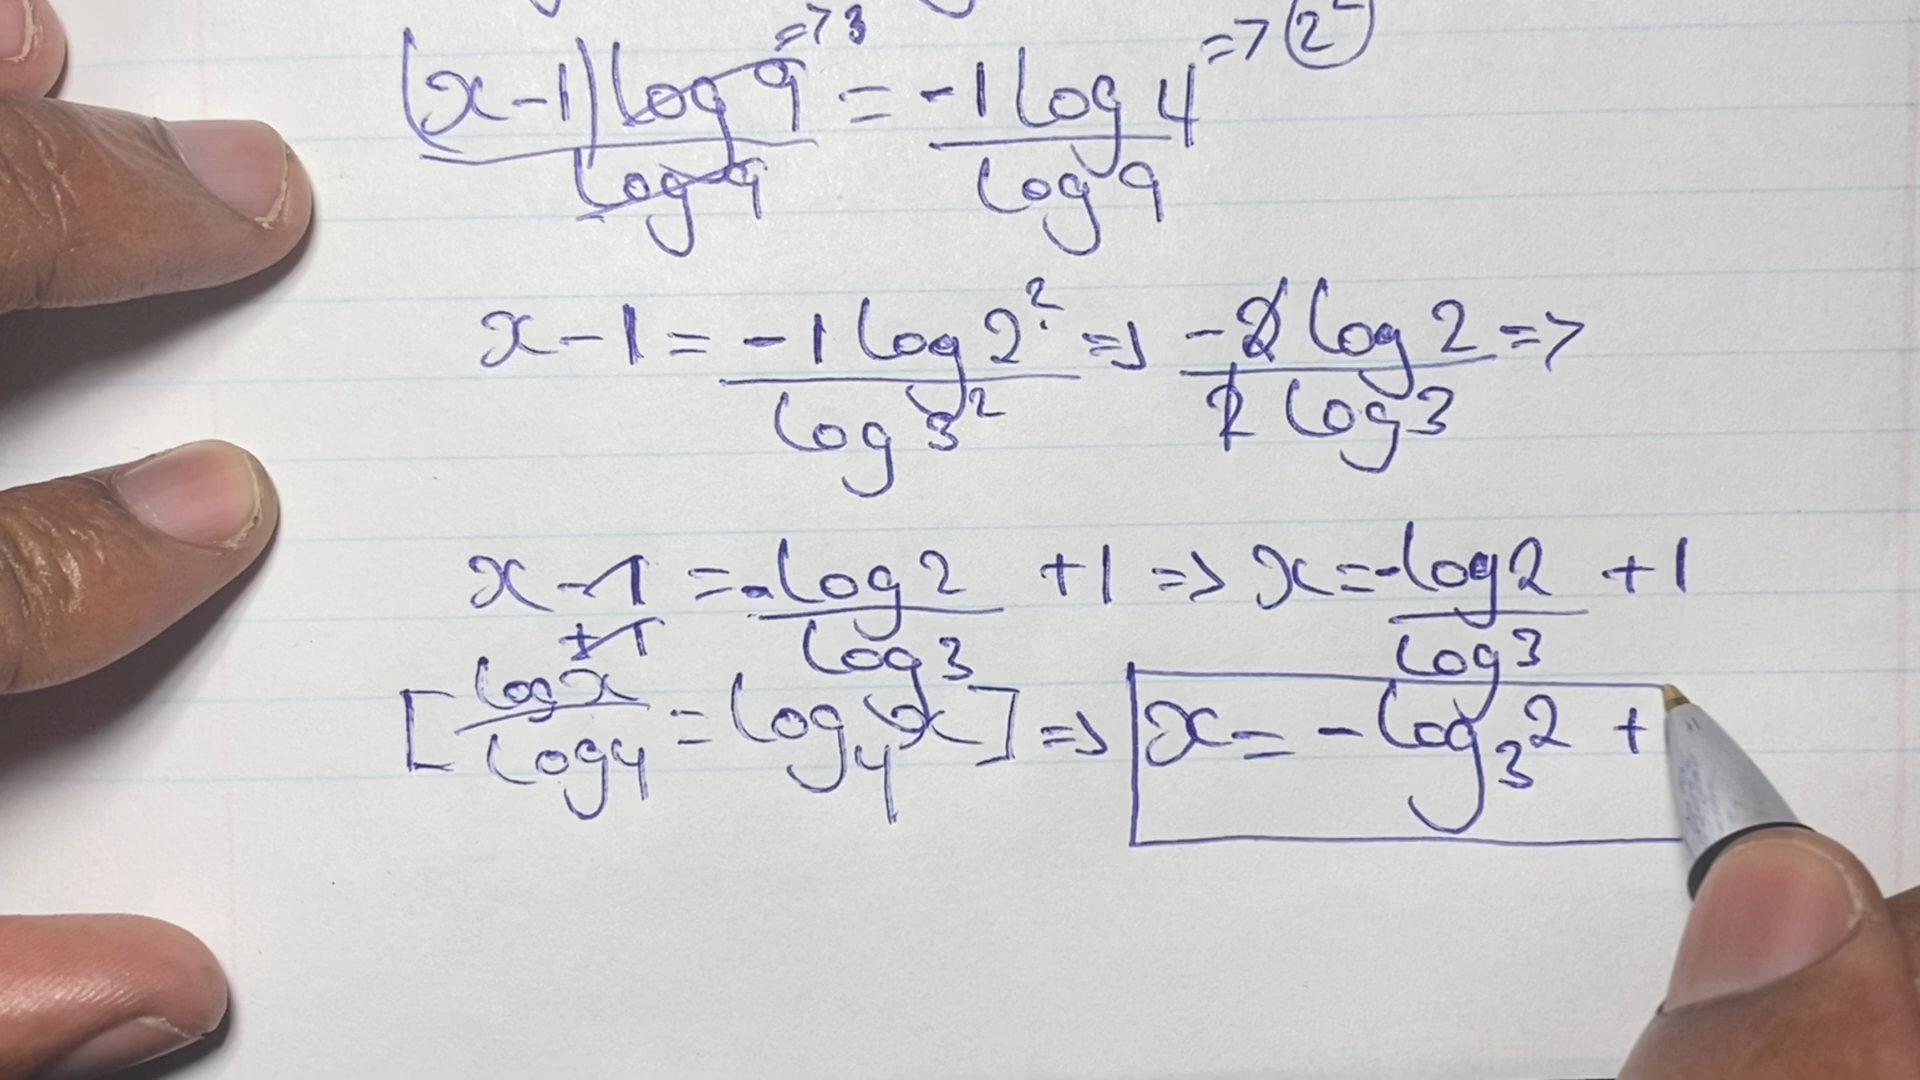 => 3 => 2²
(x-1) log 9 = -1 log 4
log 9 log 9
x - 1 = -1 log 2² => -2 log 2 =>
log 3² 2 log 3
x - 1 = -log 2 + 1 => x = -log 2 + 1
+1 log 3 log 3
[log x / log 4 = log₄ x] => x = -log₃ 2 +